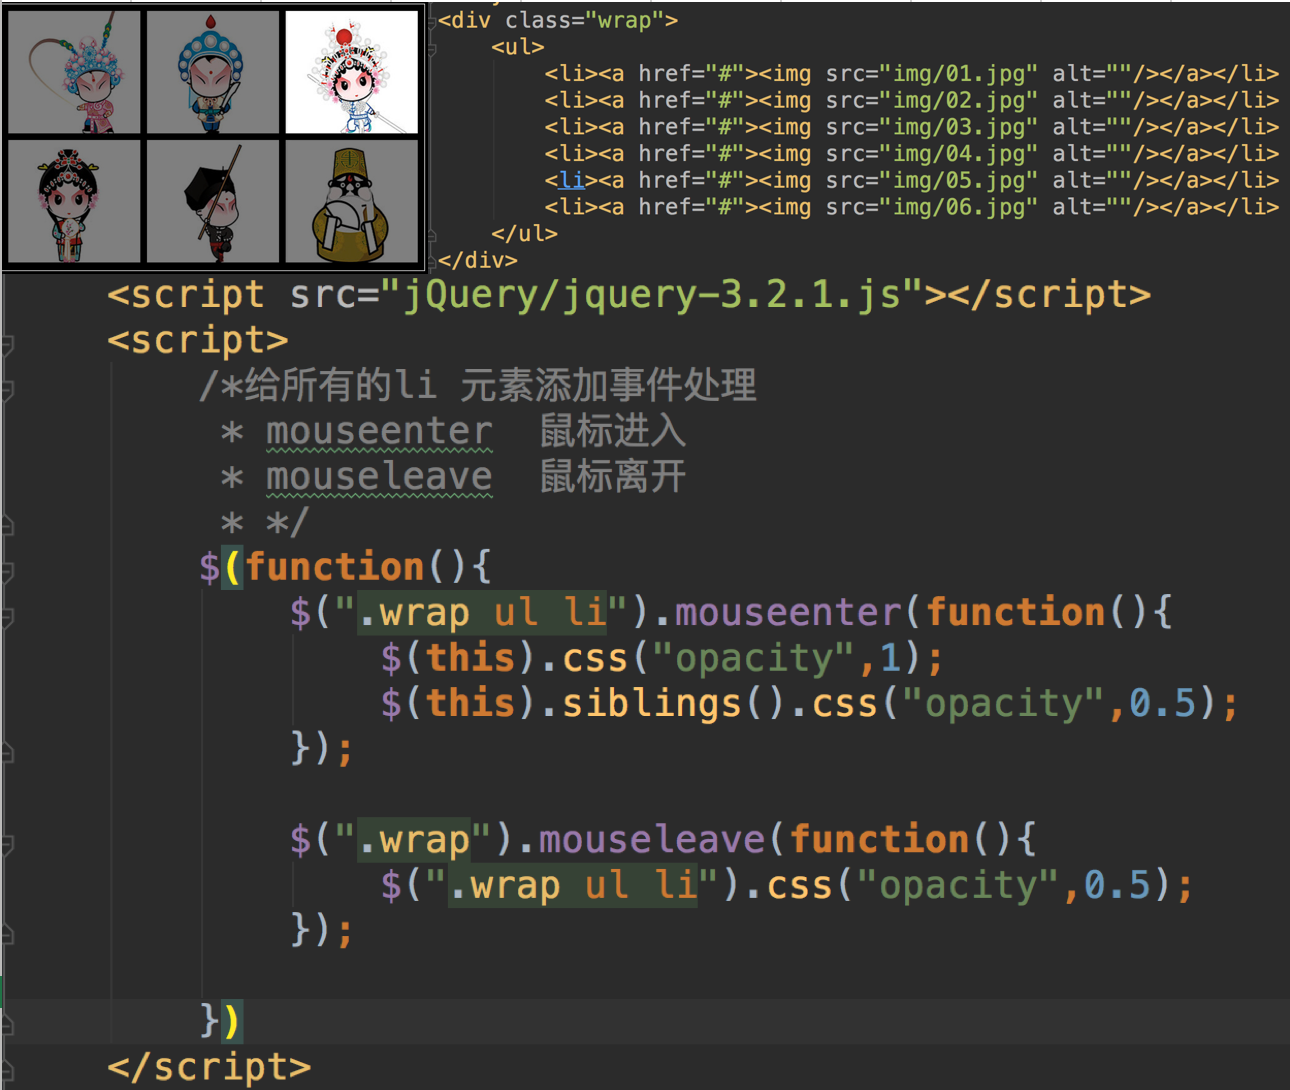 <div class="wrap">
<ul>
<li><a href="#"><img src="img/01.jpg" alt=""/></a></li>
<li><a href="#"><img src="img/02.jpg" alt=""/></a></li>
<li><a href="#"><img src="img/03.jpg" alt=""/></a></li>
<li><a href="#"><img src="img/04.jpg" alt=""/></a></li>
<li><a href="#"><img src="img/05.jpg" alt=""/></a></li>
<li><a href="#"><img src="img/06.jpg" alt=""/></a></li>
</ul>
</div>
<script src="jQuery/jquery-3.2.1.js"></script>
<script>
/*给所有的li 元素添加事件处理
* mouseenter 鼠标进入
* mouseleave 鼠标离开
* */
$(function(){
$(".wrap ul li").mouseenter(function(){
$(this).css("opacity",1);
$(this).siblings().css("opacity",0.5);
});
$(".wrap").mouseleave(function(){
$(".wrap ul li").css("opacity",0.5);
});
})
</script>